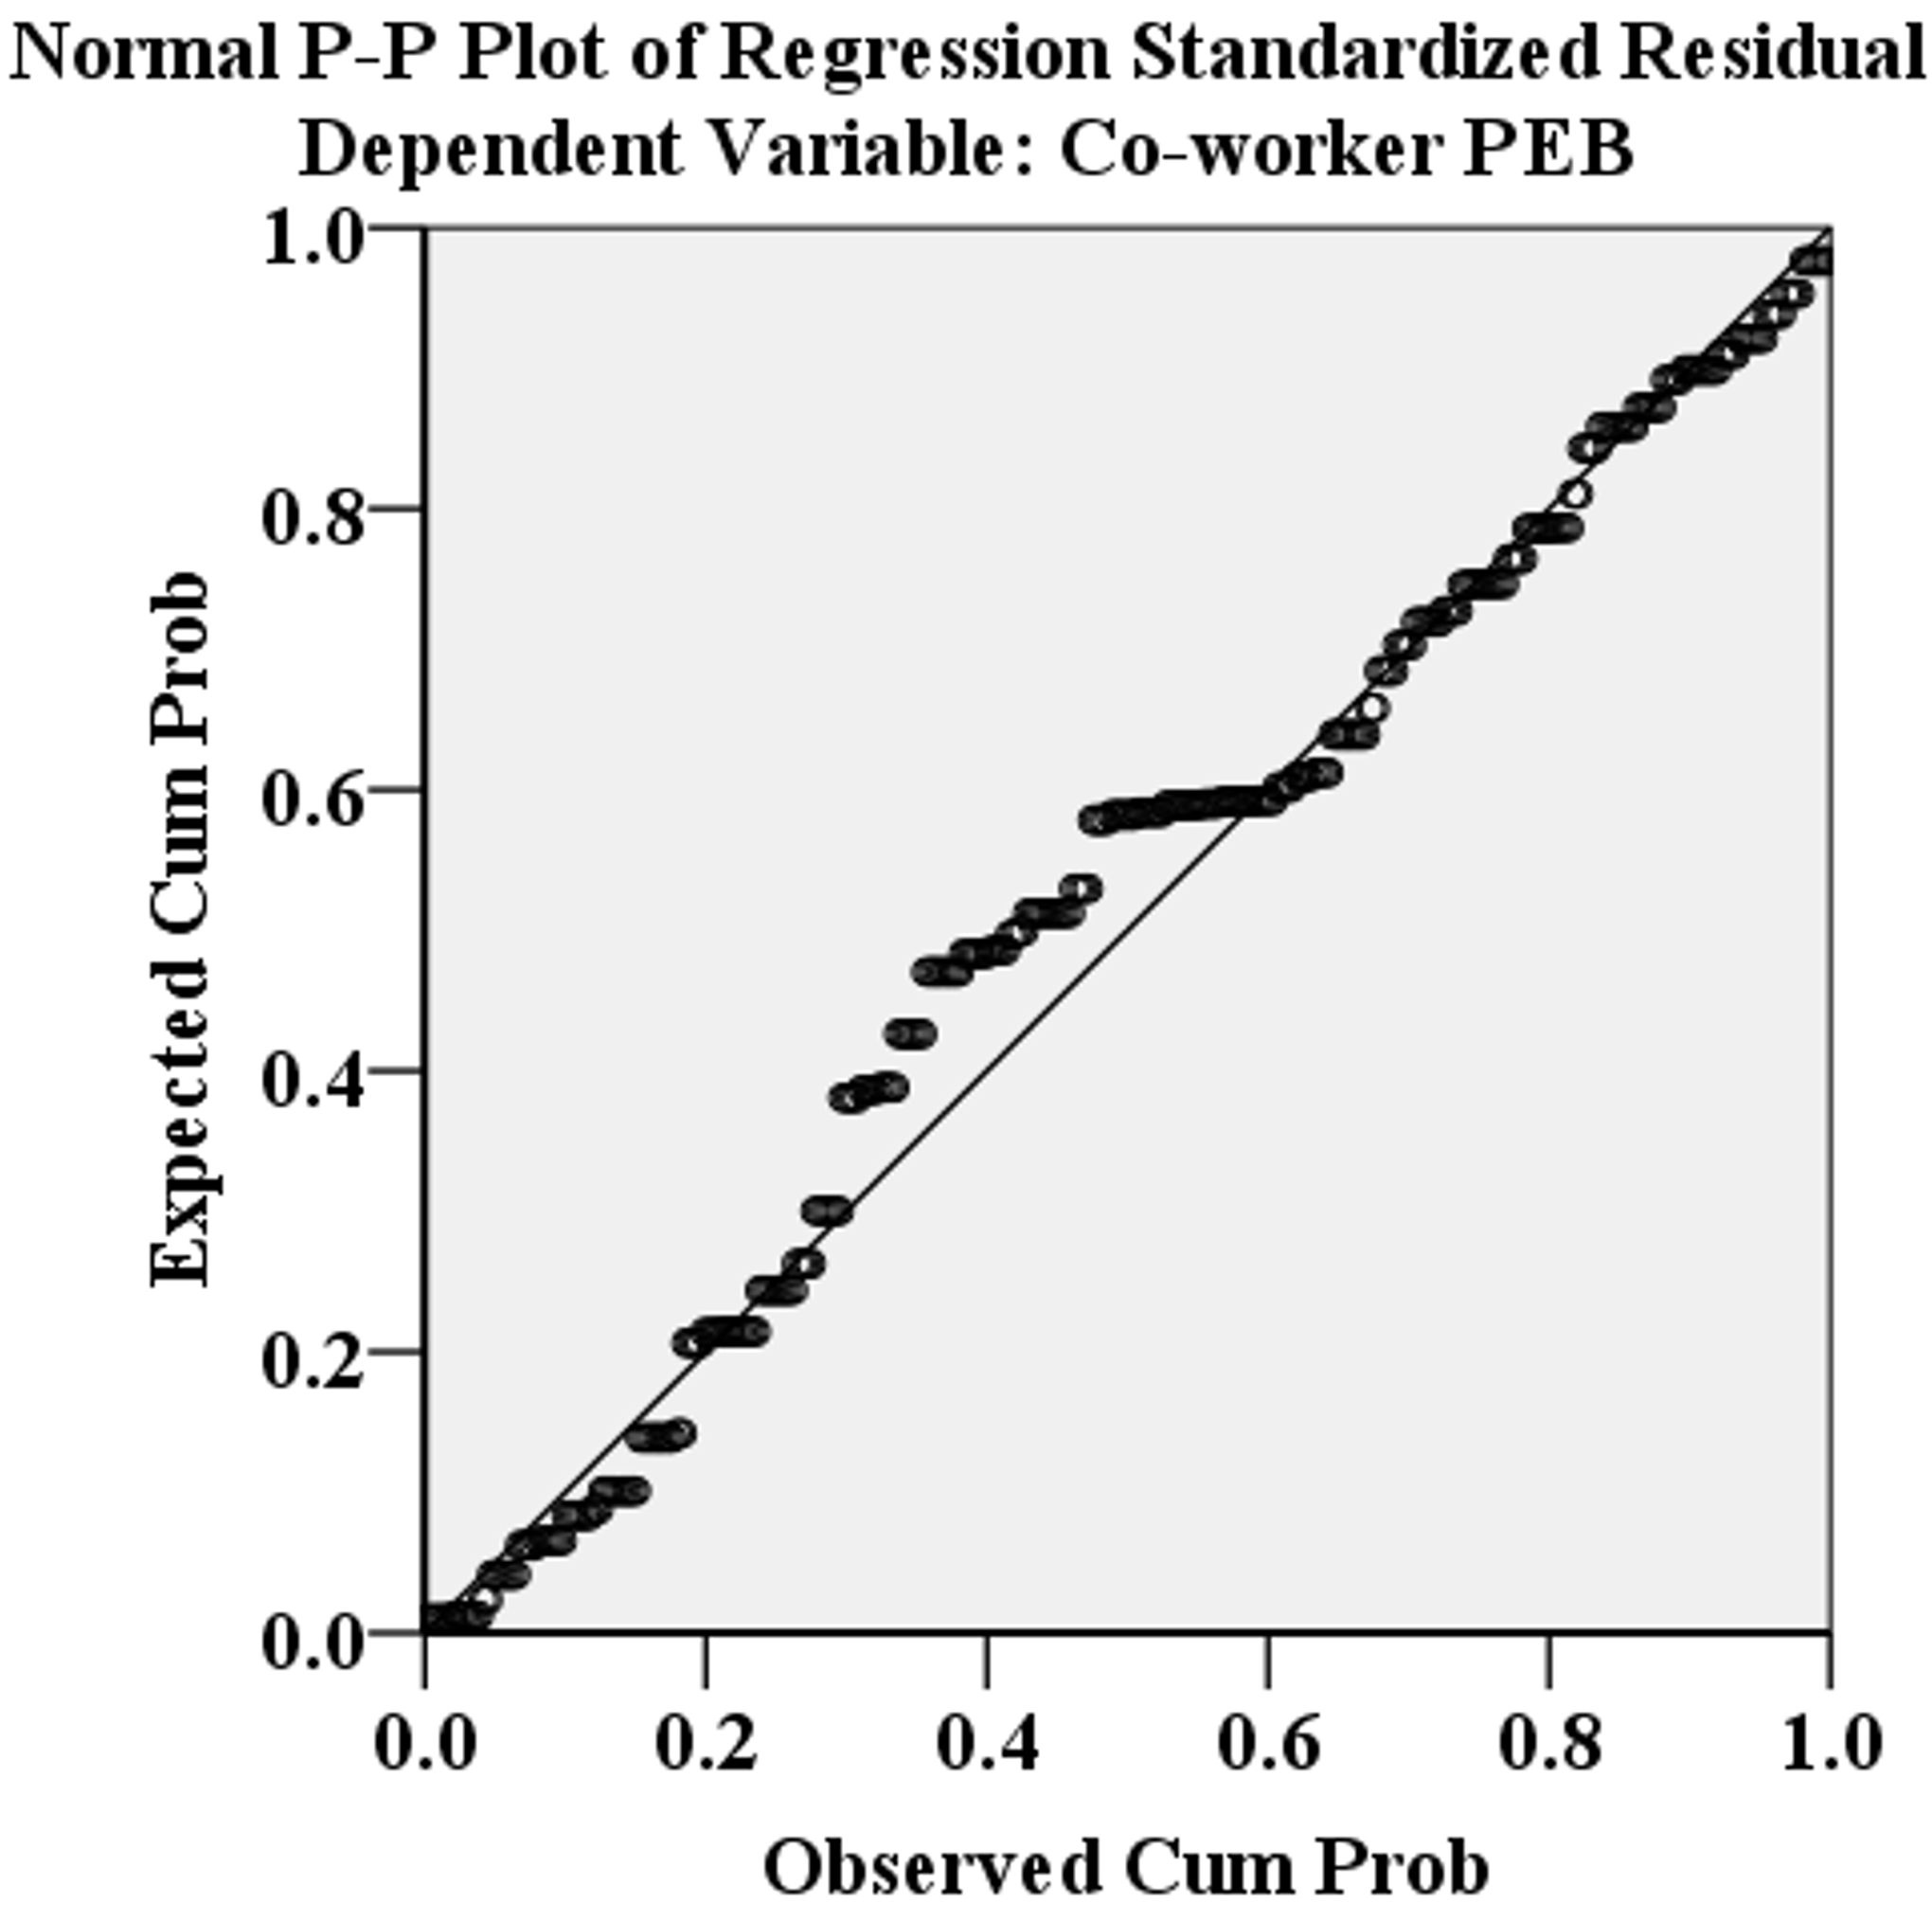 Normal P-P Plot of Regression Standardized Residual
Dependent Variable: Co-worker PEB
1.0
0.8
0.6
0.4
0.2
0.0
Expected Cum Prob
0.0 0.2 0.4 0.6 0.8 1.0
Observed Cum Prob